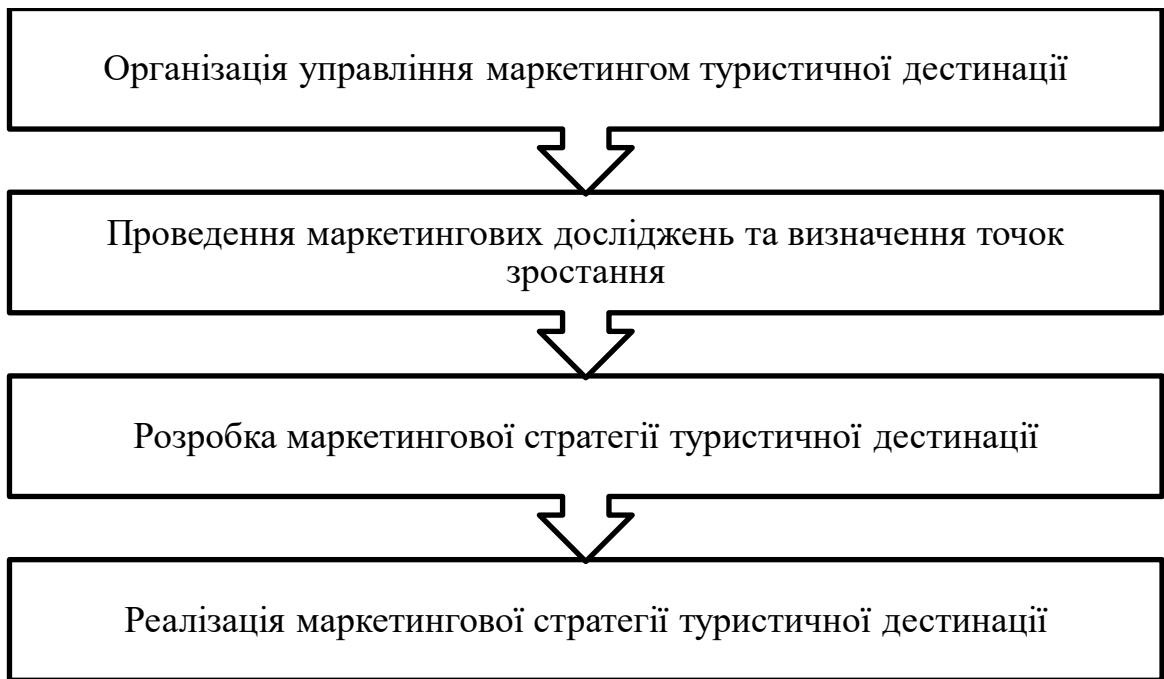 Організація управління маркетингом туристичної дестинації
Проведення маркетингових досліджень та визначення точок
зростання
Розробка маркетингової стратегії туристичної дестинації
Реалізація маркетингової стратегії туристичної дестинації